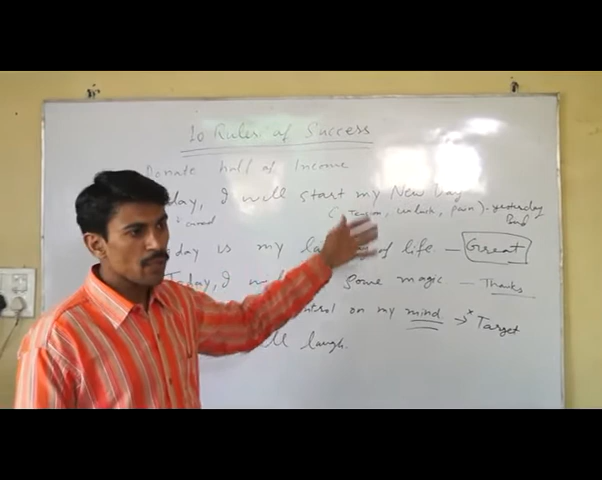 10 Rules of Success
Donate half of Income
day, I will start my New Day
(Tension, unluck, pain) - yesterday
day is my la of life - Great
Today, I w some magic - Thanks
ntrol on my mind → * Target
ll laugh.